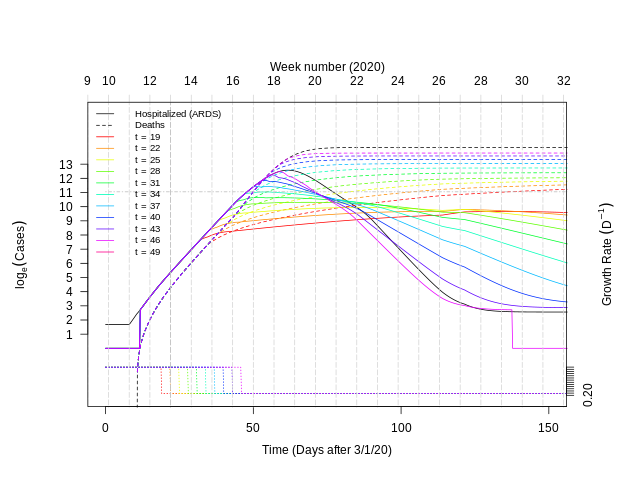 Week number (2020)
9 10 12 14 16 18 20 22 24 26 28 30 32
Hospitalized (ARDS)
Deaths
t = 19
t = 22
t = 25
t = 28
t = 31
t = 34
t = 37
t = 40
t = 43
t = 46
t = 49
13
12
11
10
9
8
7
6
5
4
3
2
1
logₑ(Cases)
Growth Rate (D⁻¹)
0.20
0 50 100 150
Time (Days after 3/1/20)